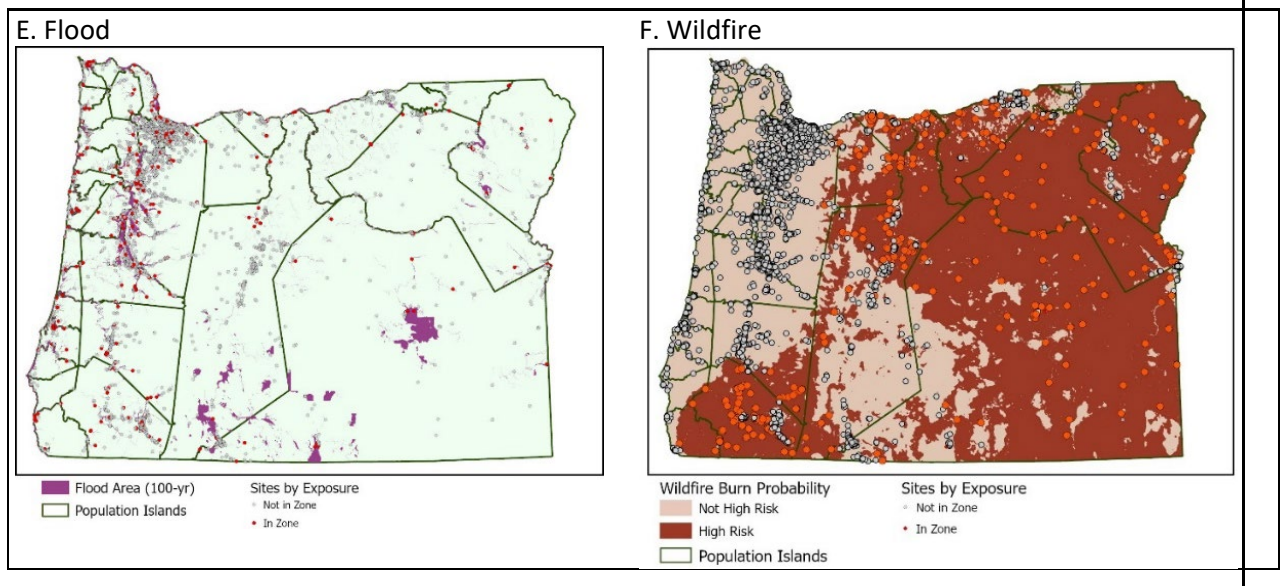 E. Flood
F. Wildfire
Flood Area (100-yr)
Population Islands
Sites by Exposure
Not in Zone
In Zone
Wildfire Burn Probability
Not High Risk
High Risk
Population Islands
Sites by Exposure
Not in Zone
In Zone